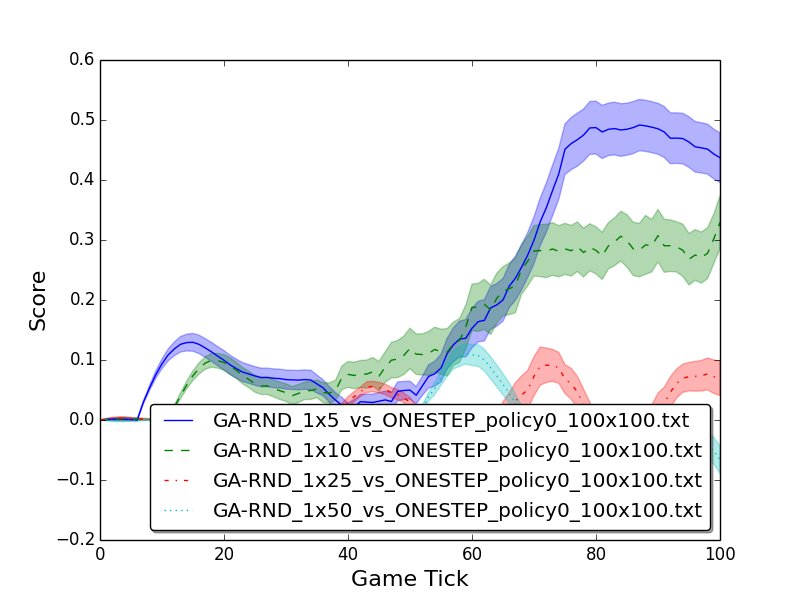 0.6
0.5
0.4
0.3
0.2
0.1
0.0
−0.1
−0.2
Score
GA-RND_1x5_vs_ONESTEP_policy0_100x100.txt
GA-RND_1x10_vs_ONESTEP_policy0_100x100.txt
GA-RND_1x25_vs_ONESTEP_policy0_100x100.txt
GA-RND_1x50_vs_ONESTEP_policy0_100x100.txt
0 20 40 60 80 100
Game Tick